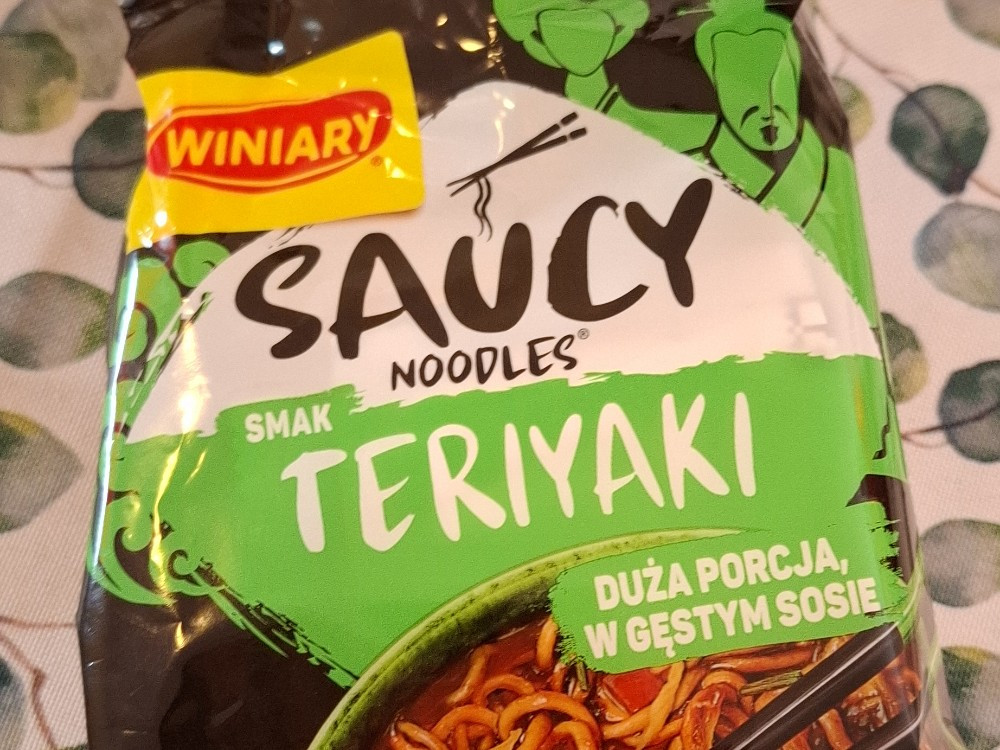 WINIARY®
SAUCY
NOODLES®
SMAK
TERIYAKI
DUŻA PORCJA,
W GĘSTYM SOSIE